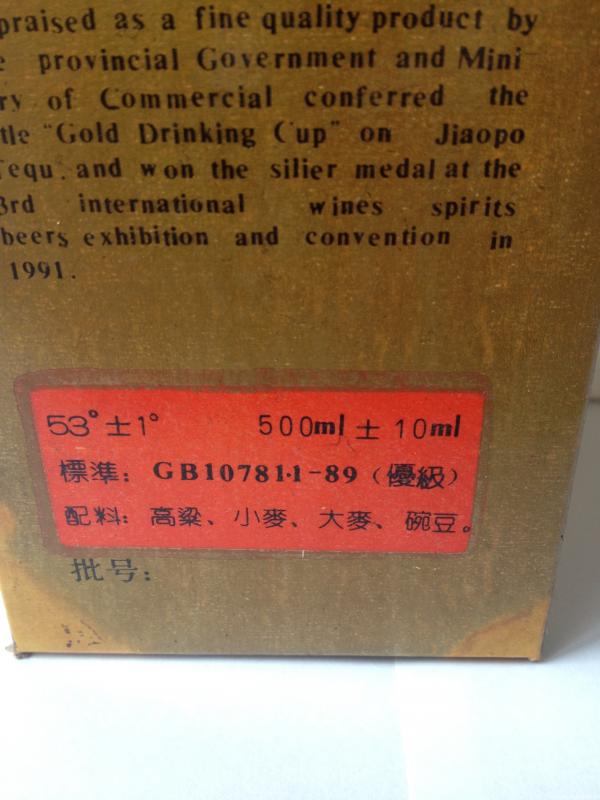 praised as a fine quality product by
e provincial Government and Mini
ry of Commercial conferred the
tle "Gold Drinking Cup" on Jiaopo
Tequ. and won the silier medal at the
3rd international wines spirits
beers exhibition and convention in
1991.
53°±1° 500ml ± 10ml
標準: GB10781·1-89 (優級)
配料: 高粱、小麥、大麥、碗豆。
批号: